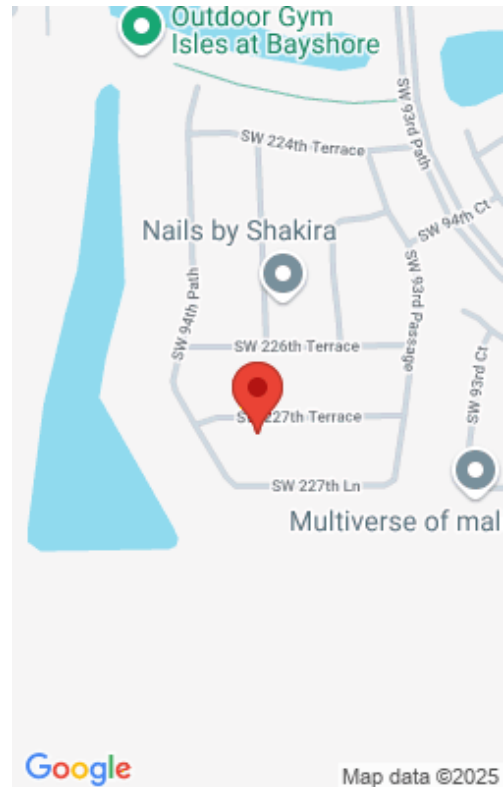 Outdoor Gym
Isles at Bayshore
SW 93rd Path
SW 224th Terrace
SW 94th Ct
Nails by Shakira
SW 94th Path
SW 93rd Passage
SW 226th Terrace
SW 93rd Ct
SW 227th Terrace
SW 227th Ln
Multiverse of mal
Google
Map data ©2025